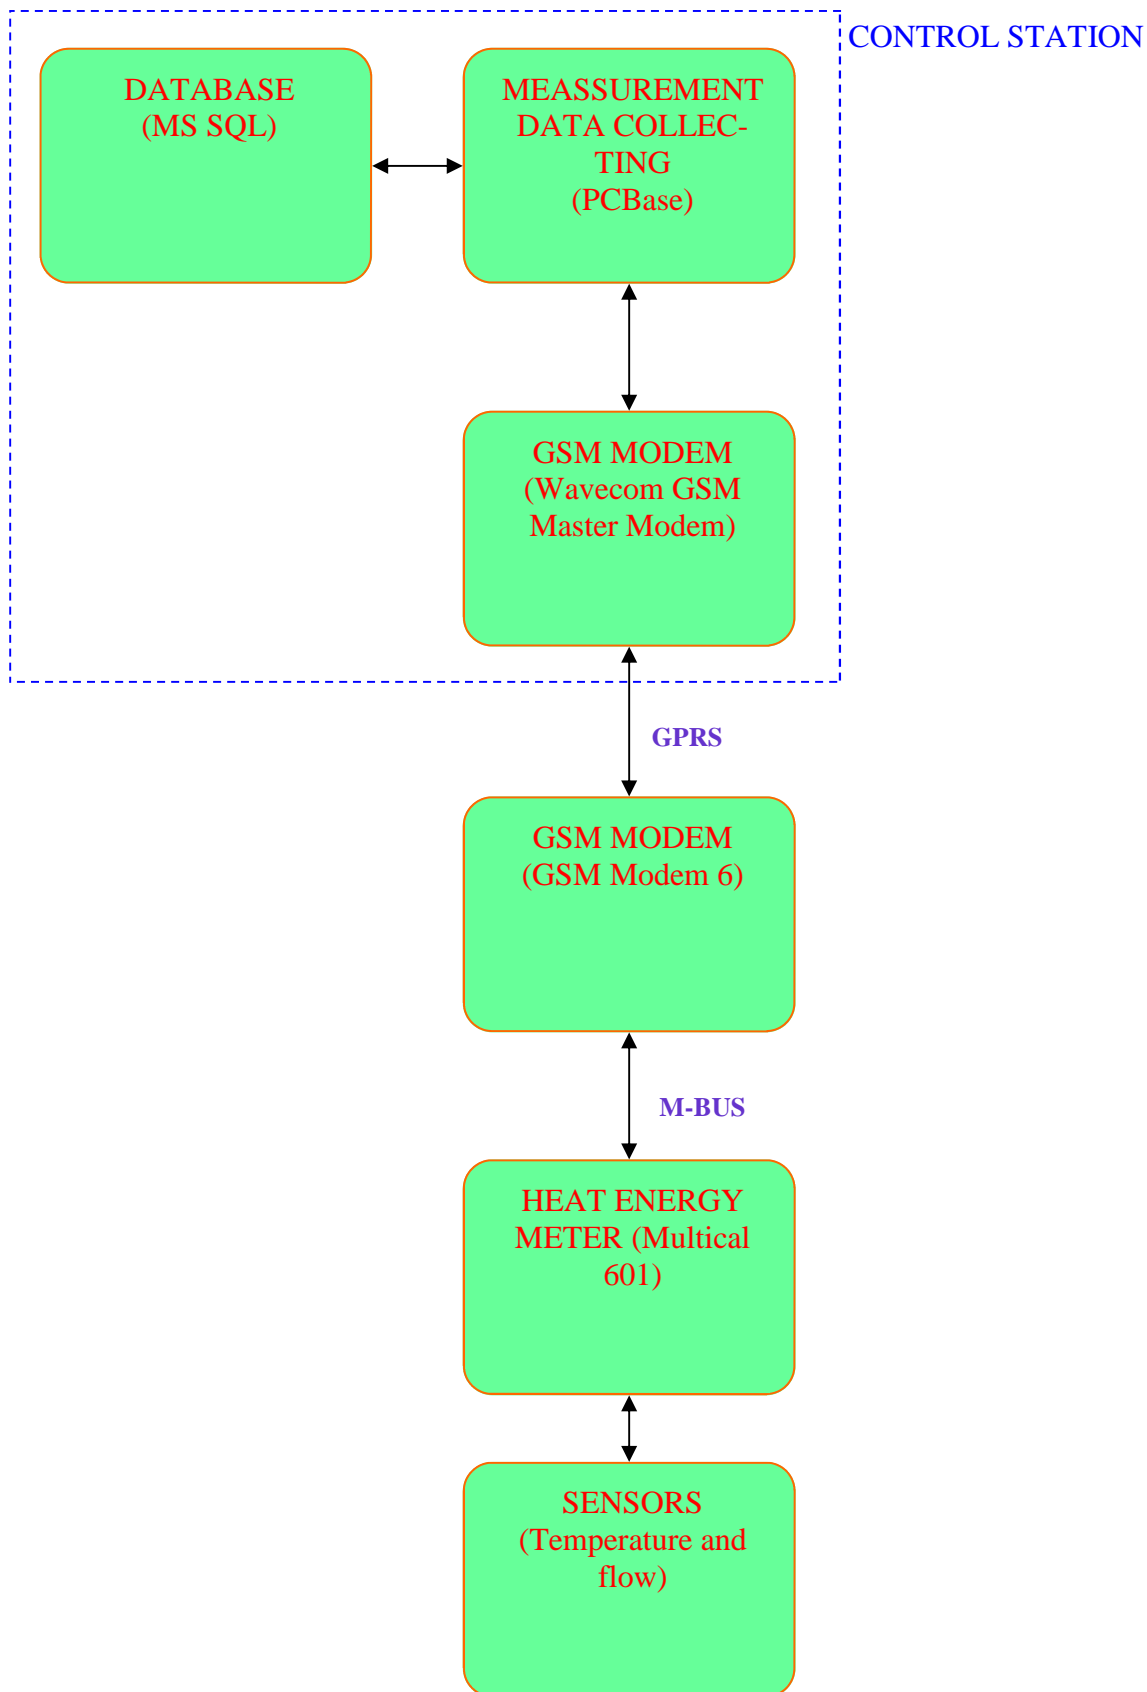 CONTROL STATION
DATABASE
(MS SQL)
MEASSUREMENT
DATA COLLEC-
TING
(PCBase)
GSM MODEM
(Wavecom GSM
Master Modem)
GPRS
GSM MODEM
(GSM Modem 6)
M-BUS
HEAT ENERGY
METER (Multical
601)
SENSORS
(Temperature and
flow)